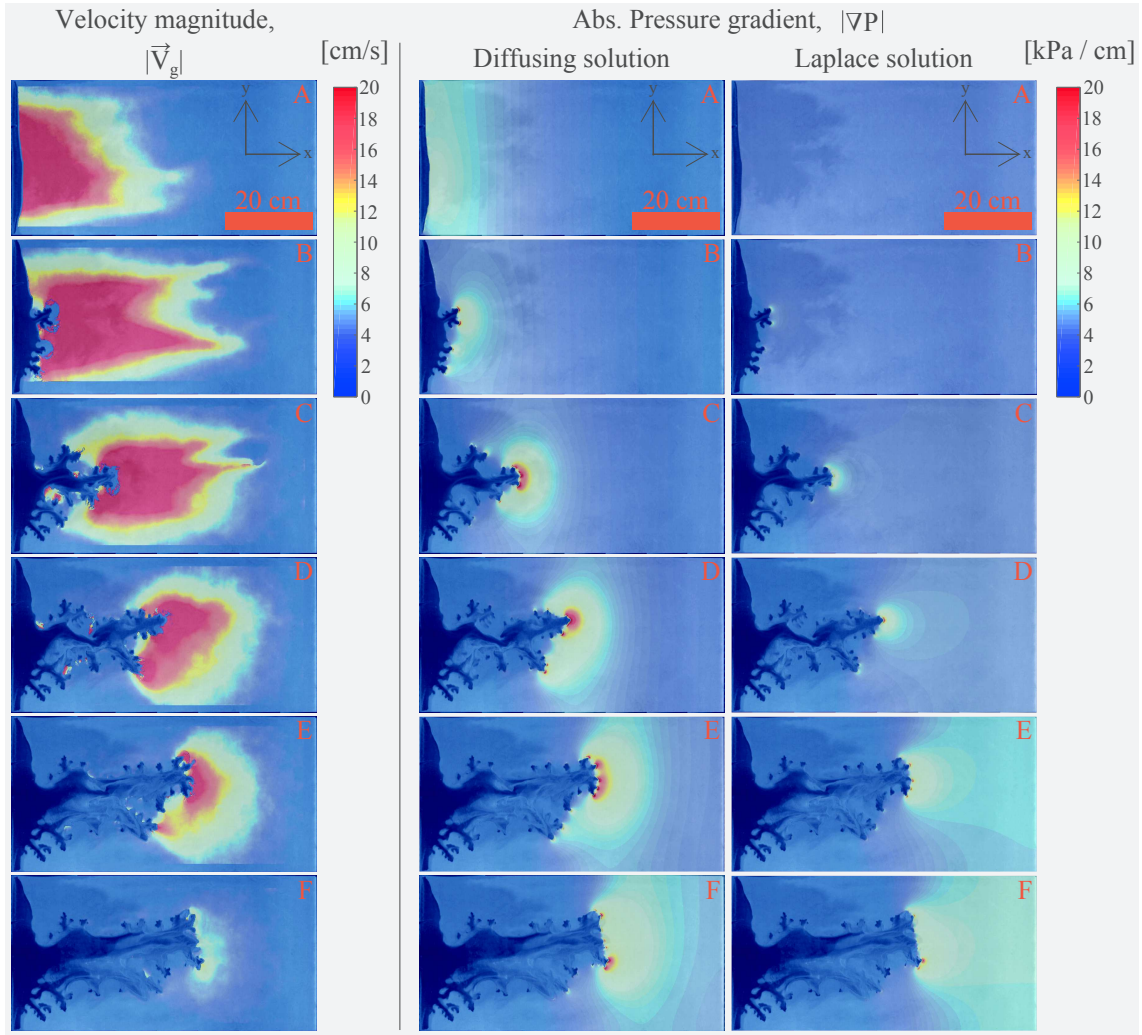 Velocity magnitude,
|V⃗g|
[cm/s]
Abs. Pressure gradient, |∇P|
Diffusing solution
Laplace solution
[kPa / cm]
A
y
x
20 cm
20
18
16
14
12
10
8
6
4
2
0
A
y
x
20 cm
A
y
x
20 cm
20
18
16
14
12
10
8
6
4
2
0
B
B
B
C
C
C
D
D
D
E
E
E
F
F
F